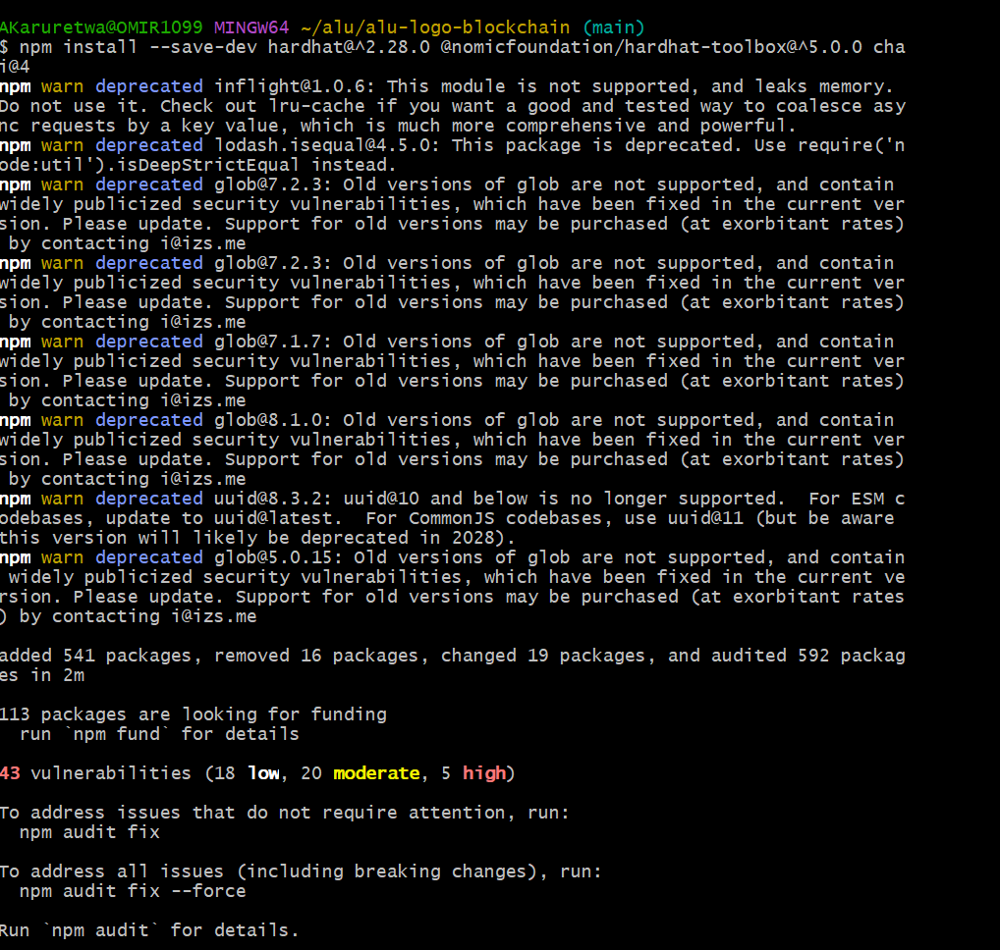 AKaruretwa@OMIR1099 MINGW64 ~/alu/alu-logo-blockchain (main)
$ npm install --save-dev hardhat@^2.28.0 @nomicfoundation/hardhat-toolbox@^5.0.0 cha
i@4
npm warn deprecated inflight@1.0.6: This module is not supported, and leaks memory.
Do not use it. Check out lru-cache if you want a good and tested way to coalesce asy
nc requests by a key value, which is much more comprehensive and powerful.
npm warn deprecated lodash.isequal@4.5.0: This package is deprecated. Use require('n
ode:util').isDeepStrictEqual instead.
npm warn deprecated glob@7.2.3: Old versions of glob are not supported, and contain
widely publicized security vulnerabilities, which have been fixed in the current ver
sion. Please update. Support for old versions may be purchased (at exorbitant rates)
 by contacting i@izs.me
npm warn deprecated glob@7.2.3: Old versions of glob are not supported, and contain
widely publicized security vulnerabilities, which have been fixed in the current ver
sion. Please update. Support for old versions may be purchased (at exorbitant rates)
 by contacting i@izs.me
npm warn deprecated glob@7.1.7: Old versions of glob are not supported, and contain
widely publicized security vulnerabilities, which have been fixed in the current ver
sion. Please update. Support for old versions may be purchased (at exorbitant rates)
 by contacting i@izs.me
npm warn deprecated glob@8.1.0: Old versions of glob are not supported, and contain
widely publicized security vulnerabilities, which have been fixed in the current ver
sion. Please update. Support for old versions may be purchased (at exorbitant rates)
 by contacting i@izs.me
npm warn deprecated uuid@8.3.2: uuid@10 and below is no longer supported.  For ESM c
odebases, update to uuid@latest.  For CommonJS codebases, use uuid@11 (but be aware
this version will likely be deprecated in 2028).
npm warn deprecated glob@5.0.15: Old versions of glob are not supported, and contain
 widely publicized security vulnerabilities, which have been fixed in the current ve
rsion. Please update. Support for old versions may be purchased (at exorbitant rates
) by contacting i@izs.me
added 541 packages, removed 16 packages, changed 19 packages, and audited 592 packag
es in 2m
113 packages are looking for funding
  run `npm fund` for details
43 vulnerabilities (18 low, 20 moderate, 5 high)
To address issues that do not require attention, run:
  npm audit fix
To address all issues (including breaking changes), run:
  npm audit fix --force
Run `npm audit` for details.